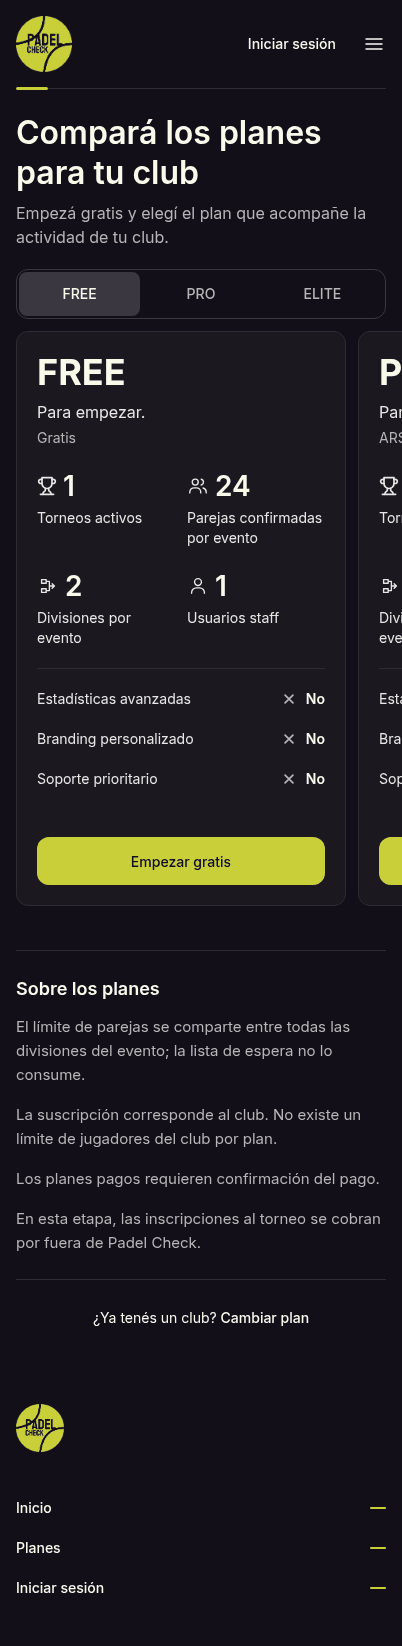 PADEL
CHECK
Iniciar sesión
Compará los planes
para tu club
Empezá gratis y elegí el plan que acompañe la
actividad de tu club.
FREE PRO ELITE
FREE
Para empezar.
Gratis
1
Torneos activos
24
Parejas confirmadas
por evento
2
Divisiones por
evento
1
Usuarios staff
Estadísticas avanzadas No
Branding personalizado No
Soporte prioritario No
Empezar gratis
P
Sobre los planes
El límite de parejas se comparte entre todas las
divisiones del evento; la lista de espera no lo
consume.
La suscripción corresponde al club. No existe un
límite de jugadores del club por plan.
Los planes pagos requieren confirmación del pago.
En esta etapa, las inscripciones al torneo se cobran
por fuera de Padel Check.
¿Ya tenés un club? Cambiar plan
PADEL
CHECK
Inicio
Planes
Iniciar sesión